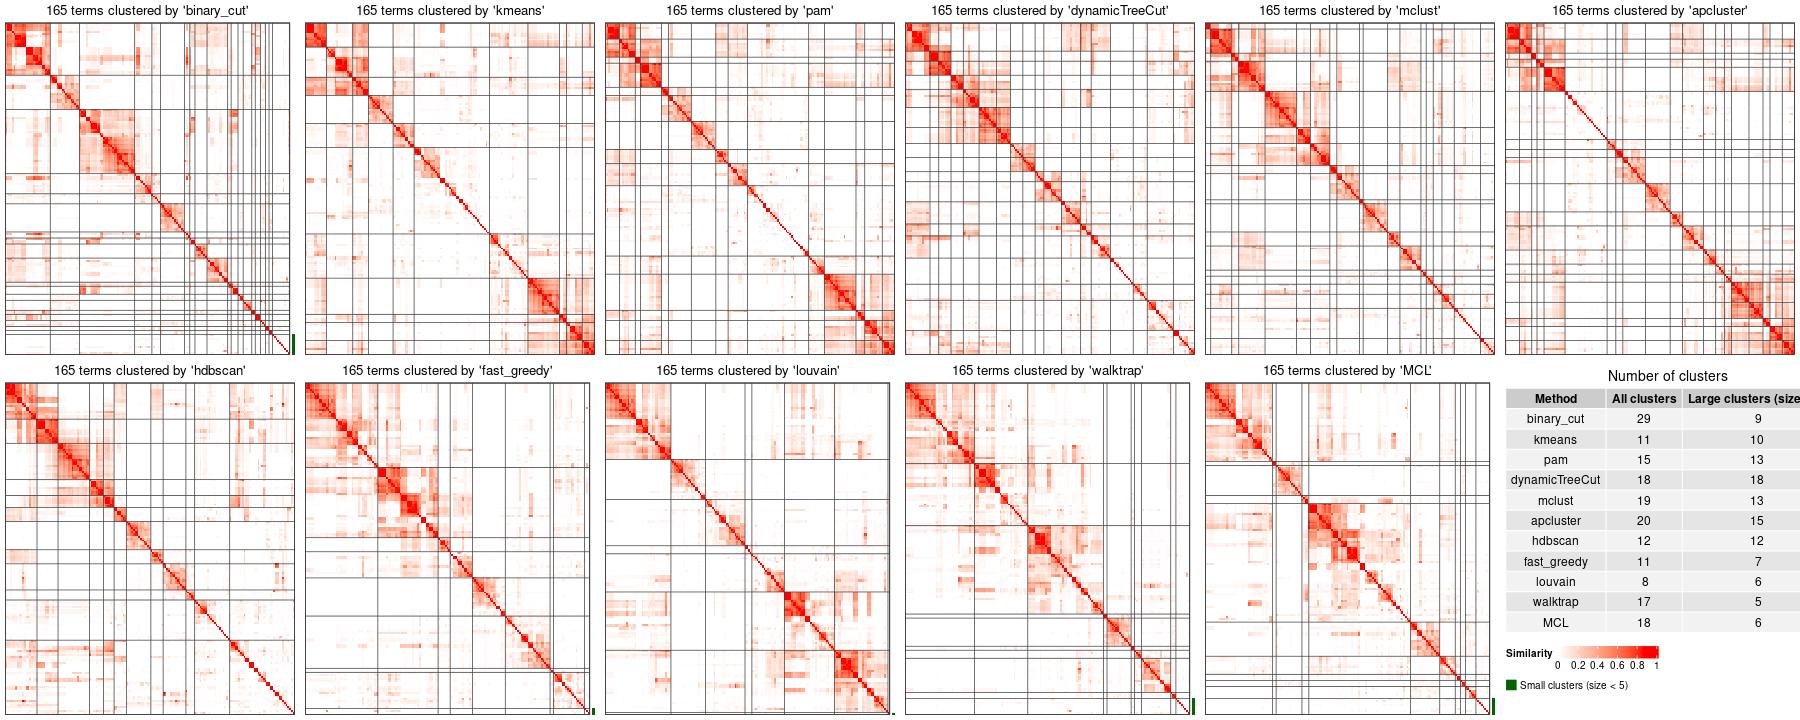 165 terms clustered by 'binary_cut'
165 terms clustered by 'kmeans'
165 terms clustered by 'pam'
165 terms clustered by 'dynamicTreeCut'
165 terms clustered by 'mclust'
165 terms clustered by 'apcluster'
165 terms clustered by 'hdbscan'
165 terms clustered by 'fast_greedy'
165 terms clustered by 'louvain'
165 terms clustered by 'walktrap'
165 terms clustered by 'MCL'
Number of clusters
Method All clusters Large clusters (size
binary_cut 29 9
kmeans 11 10
pam 15 13
dynamicTreeCut 18 18
mclust 19 13
apcluster 20 15
hdbscan 12 12
fast_greedy 11 7
louvain 8 6
walktrap 17 5
MCL 18 6
Similarity
0 0.2 0.4 0.6 0.8 1
Small clusters (size < 5)